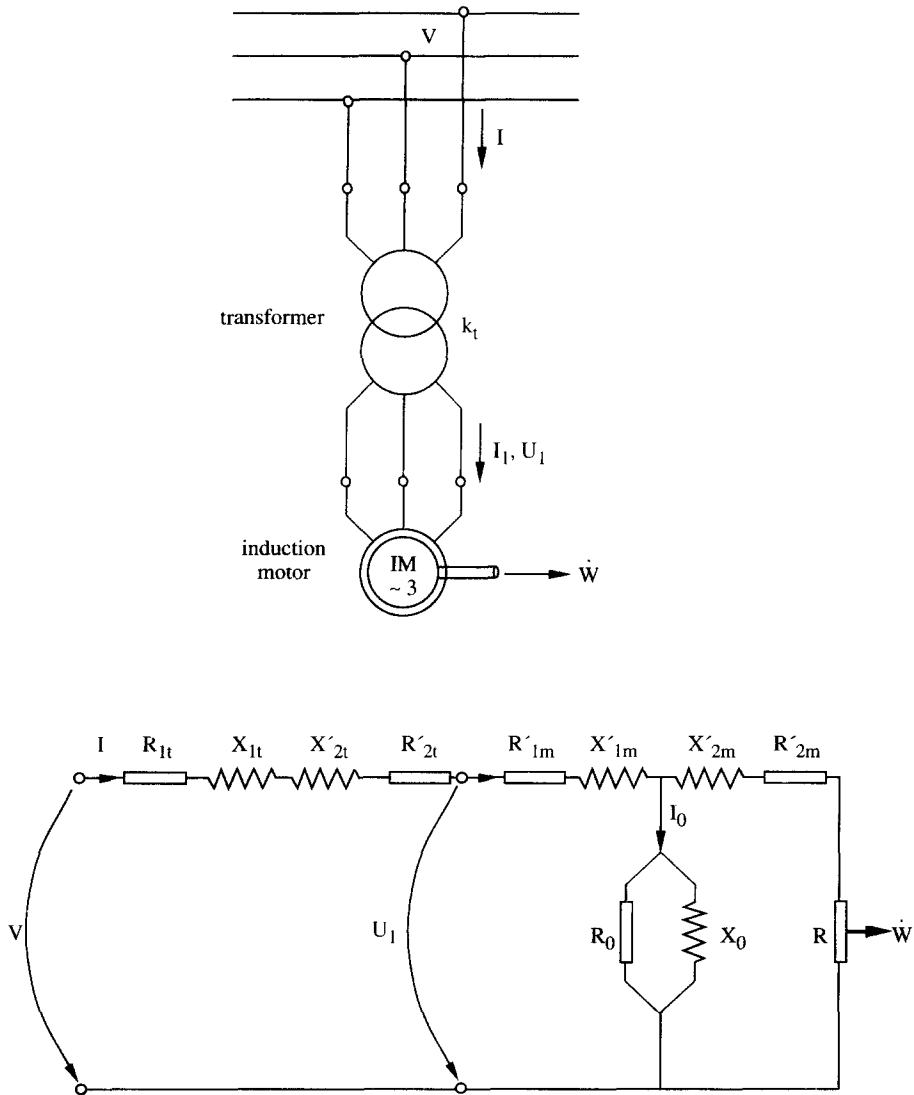 V
I
transformer
k_t
I_1, U_1
induction
motor
IM
~ 3
Ẇ
I
R_1t
X_1t
X´_2t
R´_2t
R´_1m
X´_1m
X´_2m
R´_2m
I_0
V
U_1
R_0
X_0
R
Ẇ